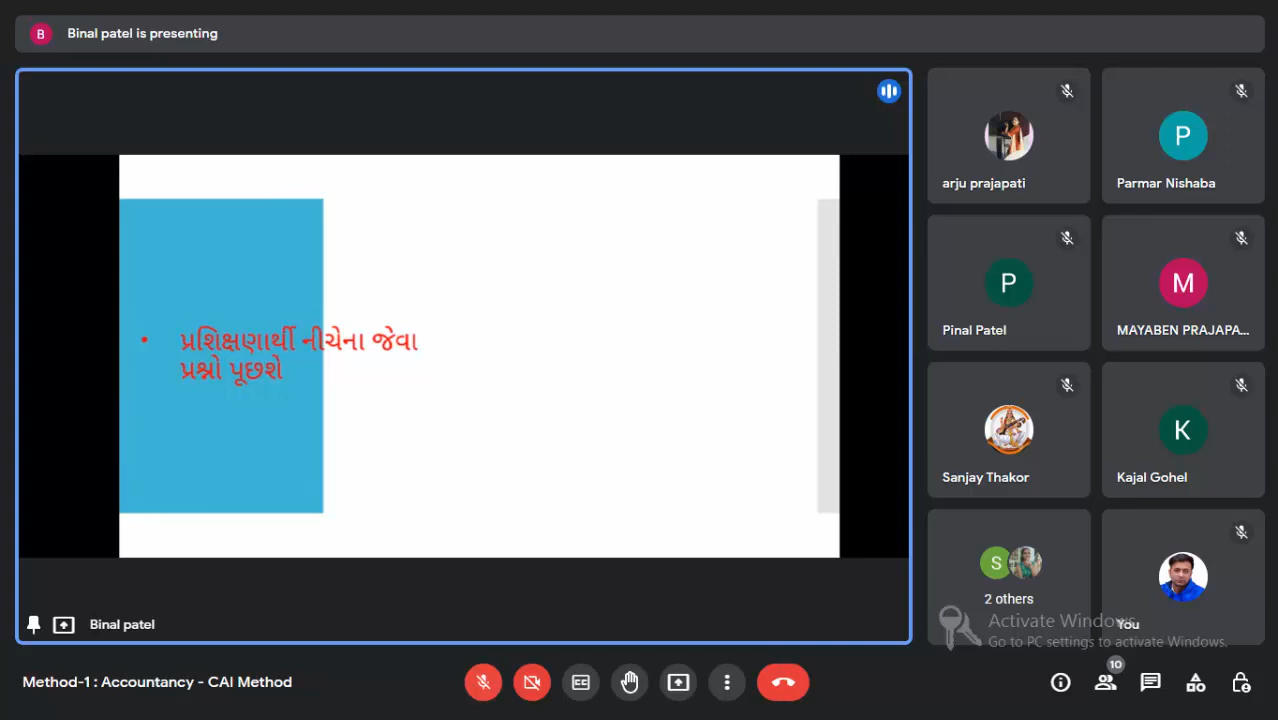 B
Binal patel is presenting
• પ્રશિક્ષણાર્થી નીચેના જેવા
પ્રશ્નો પૂછશે
Binal patel
arju prajapati
P
Parmar Nishaba
P
Pinal Patel
M
MAYABEN PRAJAPA...
Sanjay Thakor
K
Kajal Gohel
S
2 others
You
Activate Windows
Go to PC settings to activate Windows.
Method-1 : Accountancy - CAI Method
CC
10